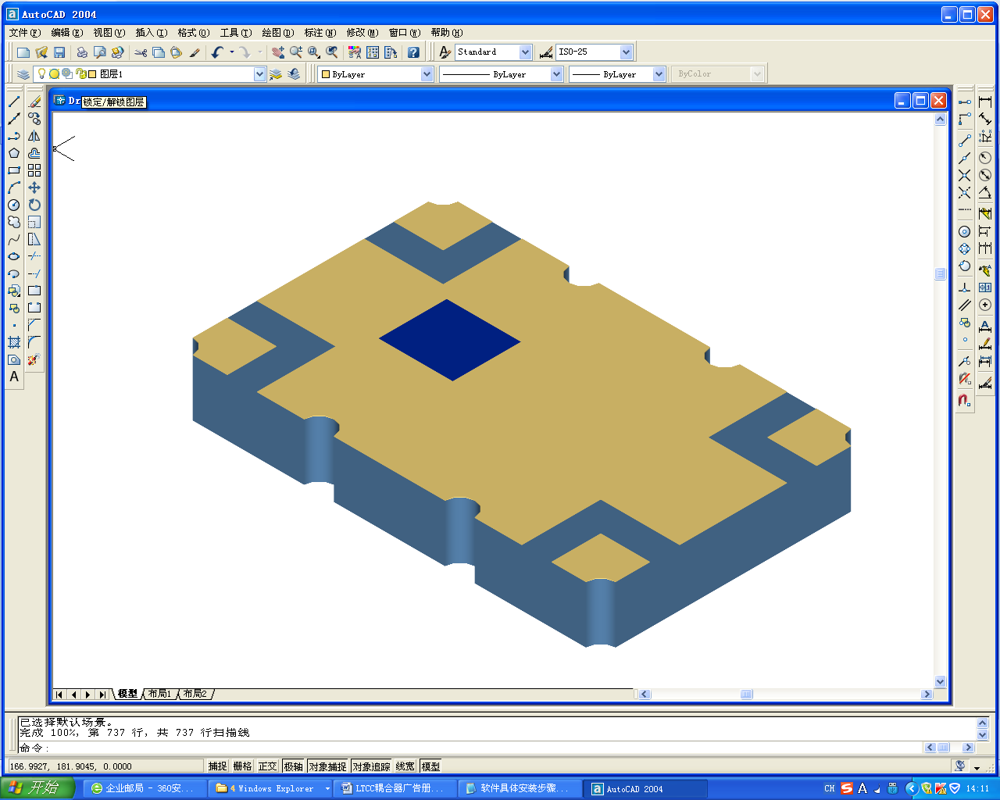 AutoCAD 2004
文件(F) 编辑(E) 视图(V) 插入(I) 格式(O) 工具(T) 绘图(D) 标注(N) 修改(M) 窗口(W) 帮助(H)
Standard ISO-25
图层1 ByLayer ByLayer ByLayer ByColor
Dr 锁定/解锁图层
A
模型 布局1 布局2
已选择默认场景。
完成 100%, 第 737 行, 共 737 行扫描线
命令:
166.9927, 181.9045, 0.0000 捕捉 栅格 正交 极轴 对象捕捉 对象追踪 线宽 模型
开始 企业邮局 - 360安... 4 Windows Explorer LTCC耦合器广告册... 软件具体安装步骤... AutoCAD 2004 CH 14:11